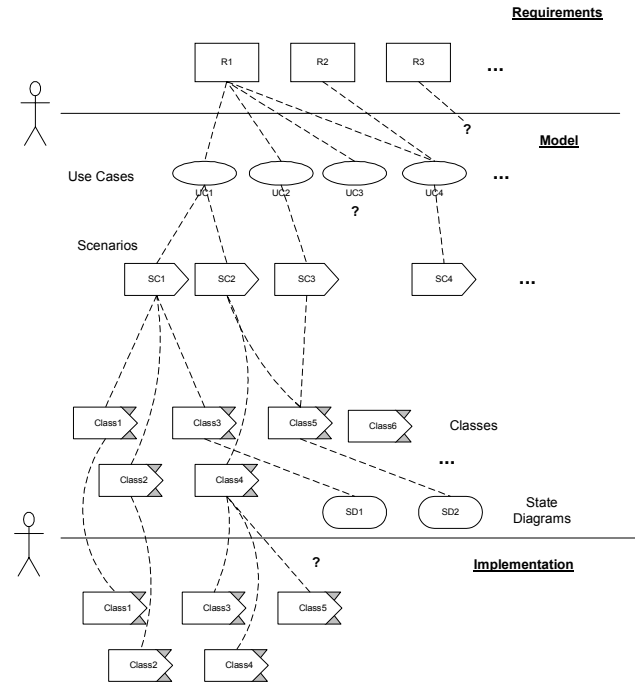 Requirements
R1 R2 R3 ...
?
Model
Use Cases
UC1 UC2 UC3 UC4 ...
?
Scenarios
SC1 SC2 SC3 SC4 ...
Class1 Class3 Class5 Class6 Classes
...
Class2 Class4
SD1 SD2 State
Diagrams
?
Implementation
Class1 Class3 Class5
Class2 Class4